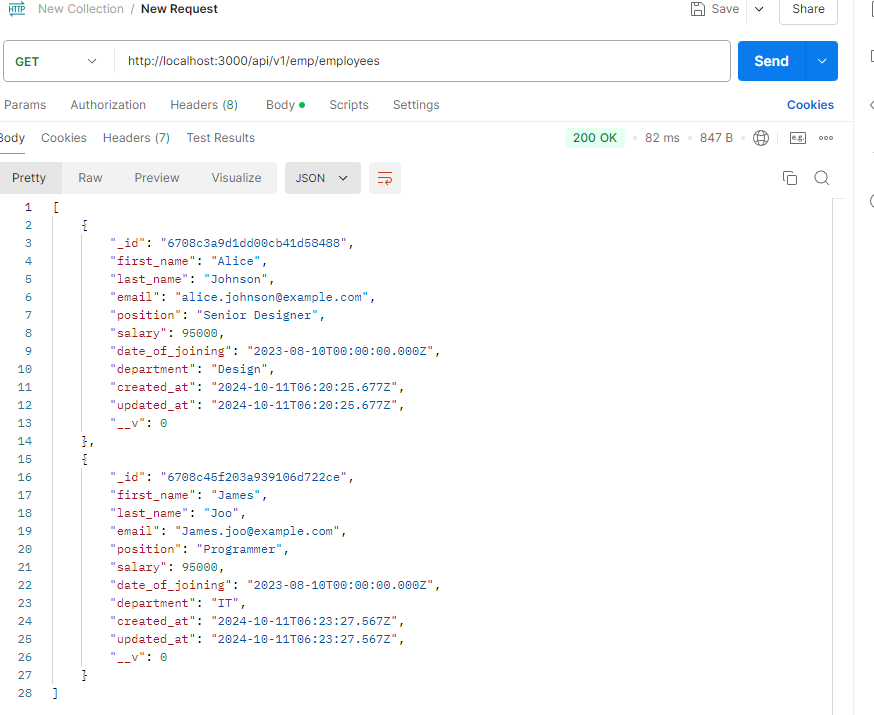 HTTP New Collection / New Request Save Share
GET http://localhost:3000/api/v1/emp/employees Send
Params Authorization Headers (8) Body Scripts Settings Cookies
Body Cookies Headers (7) Test Results 200 OK 82 ms 847 B e.g.
Pretty Raw Preview Visualize JSON
1 [
2 {
3 "_id": "6708c3a9d1dd00cb41d58488",
4 "first_name": "Alice",
5 "last_name": "Johnson",
6 "email": "alice.johnson@example.com",
7 "position": "Senior Designer",
8 "salary": 95000,
9 "date_of_joining": "2023-08-10T00:00:00.000Z",
10 "department": "Design",
11 "created_at": "2024-10-11T06:20:25.677Z",
12 "updated_at": "2024-10-11T06:20:25.677Z",
13 "__v": 0
14 },
15 {
16 "_id": "6708c45f203a939106d722ce",
17 "first_name": "James",
18 "last_name": "Joo",
19 "email": "James.joo@example.com",
20 "position": "Programmer",
21 "salary": 95000,
22 "date_of_joining": "2023-08-10T00:00:00.000Z",
23 "department": "IT",
24 "created_at": "2024-10-11T06:23:27.567Z",
25 "updated_at": "2024-10-11T06:23:27.567Z",
26 "__v": 0
27 }
28 ]